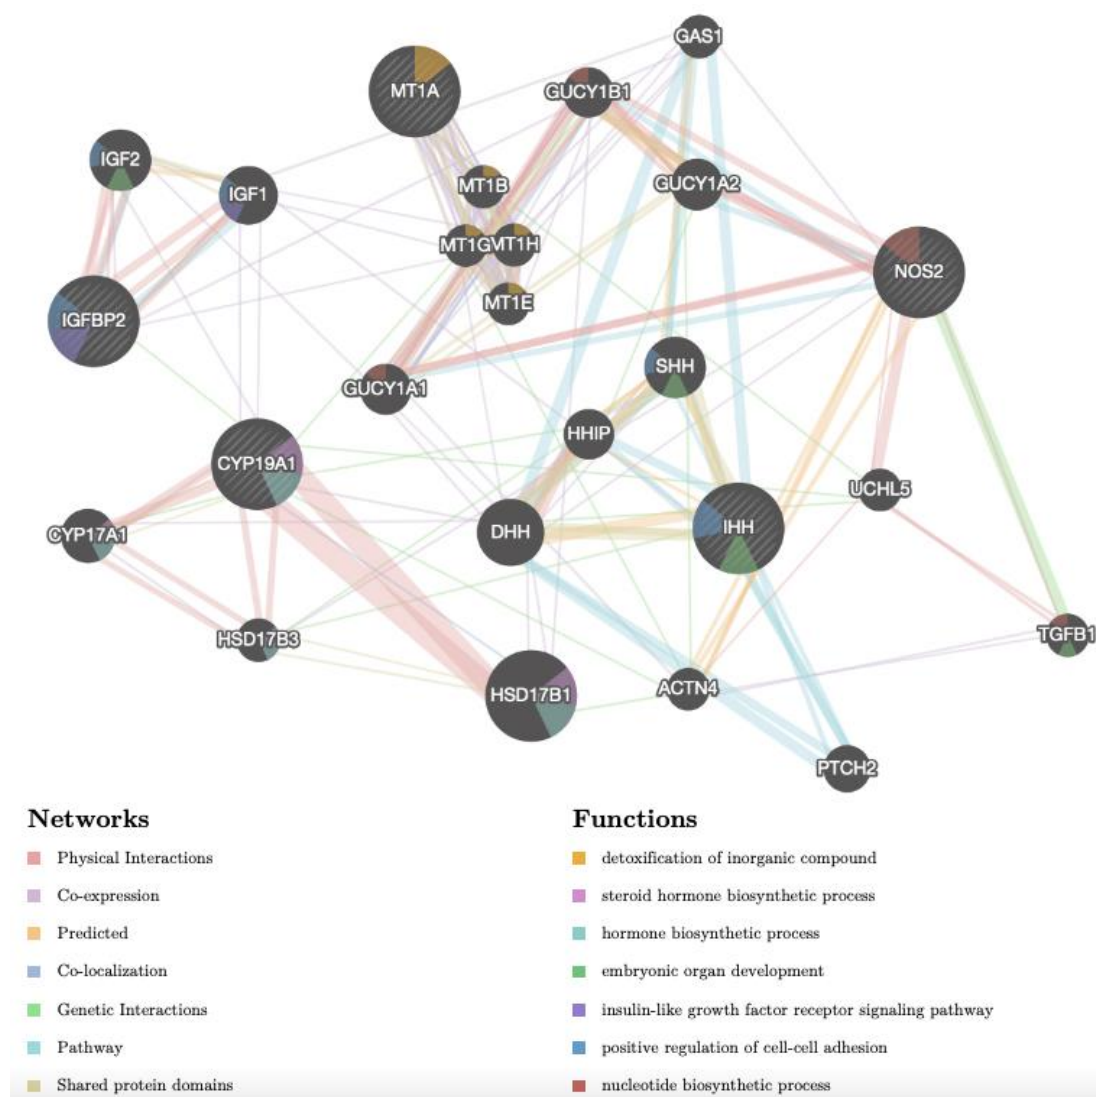 GAS1
MT1A
GUCY1B1
IGF2
IGF1
MT1B
GUCY1A2
MT1G
MT1H
NOS2
MT1E
IGFBP2
GUCY1A1
SHH
HHIP
CYP19A1
UCHL5
CYP17A1
DHH
IHH
HSD17B3
TGFB1
HSD17B1
ACTN4
PTCH2
Networks
Physical Interactions
Co-expression
Predicted
Co-localization
Genetic Interactions
Pathway
Shared protein domains
Functions
detoxification of inorganic compound
steroid hormone biosynthetic process
hormone biosynthetic process
embryonic organ development
insulin-like growth factor receptor signaling pathway
positive regulation of cell-cell adhesion
nucleotide biosynthetic process